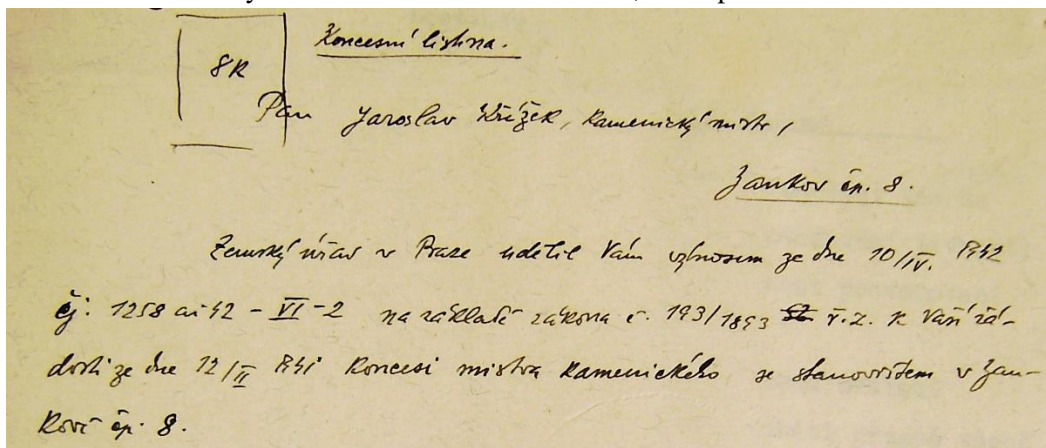 Koncesní listina.
8K
Pan Jaroslav Křížek, kamenický mistr,
Jankov čp. 8.
Zemský úřad v Praze udělil Vám výnosem ze dne 10/IV. 1942
čj: 1258 ai 42 - VI - 2 na základě zákona č. 193/1893 ř.z. k Vaší žá-
dosti ze dne 12/II 1941 koncesi mistra kamenického se stanovištěm v Jan-
kově čp. 8.